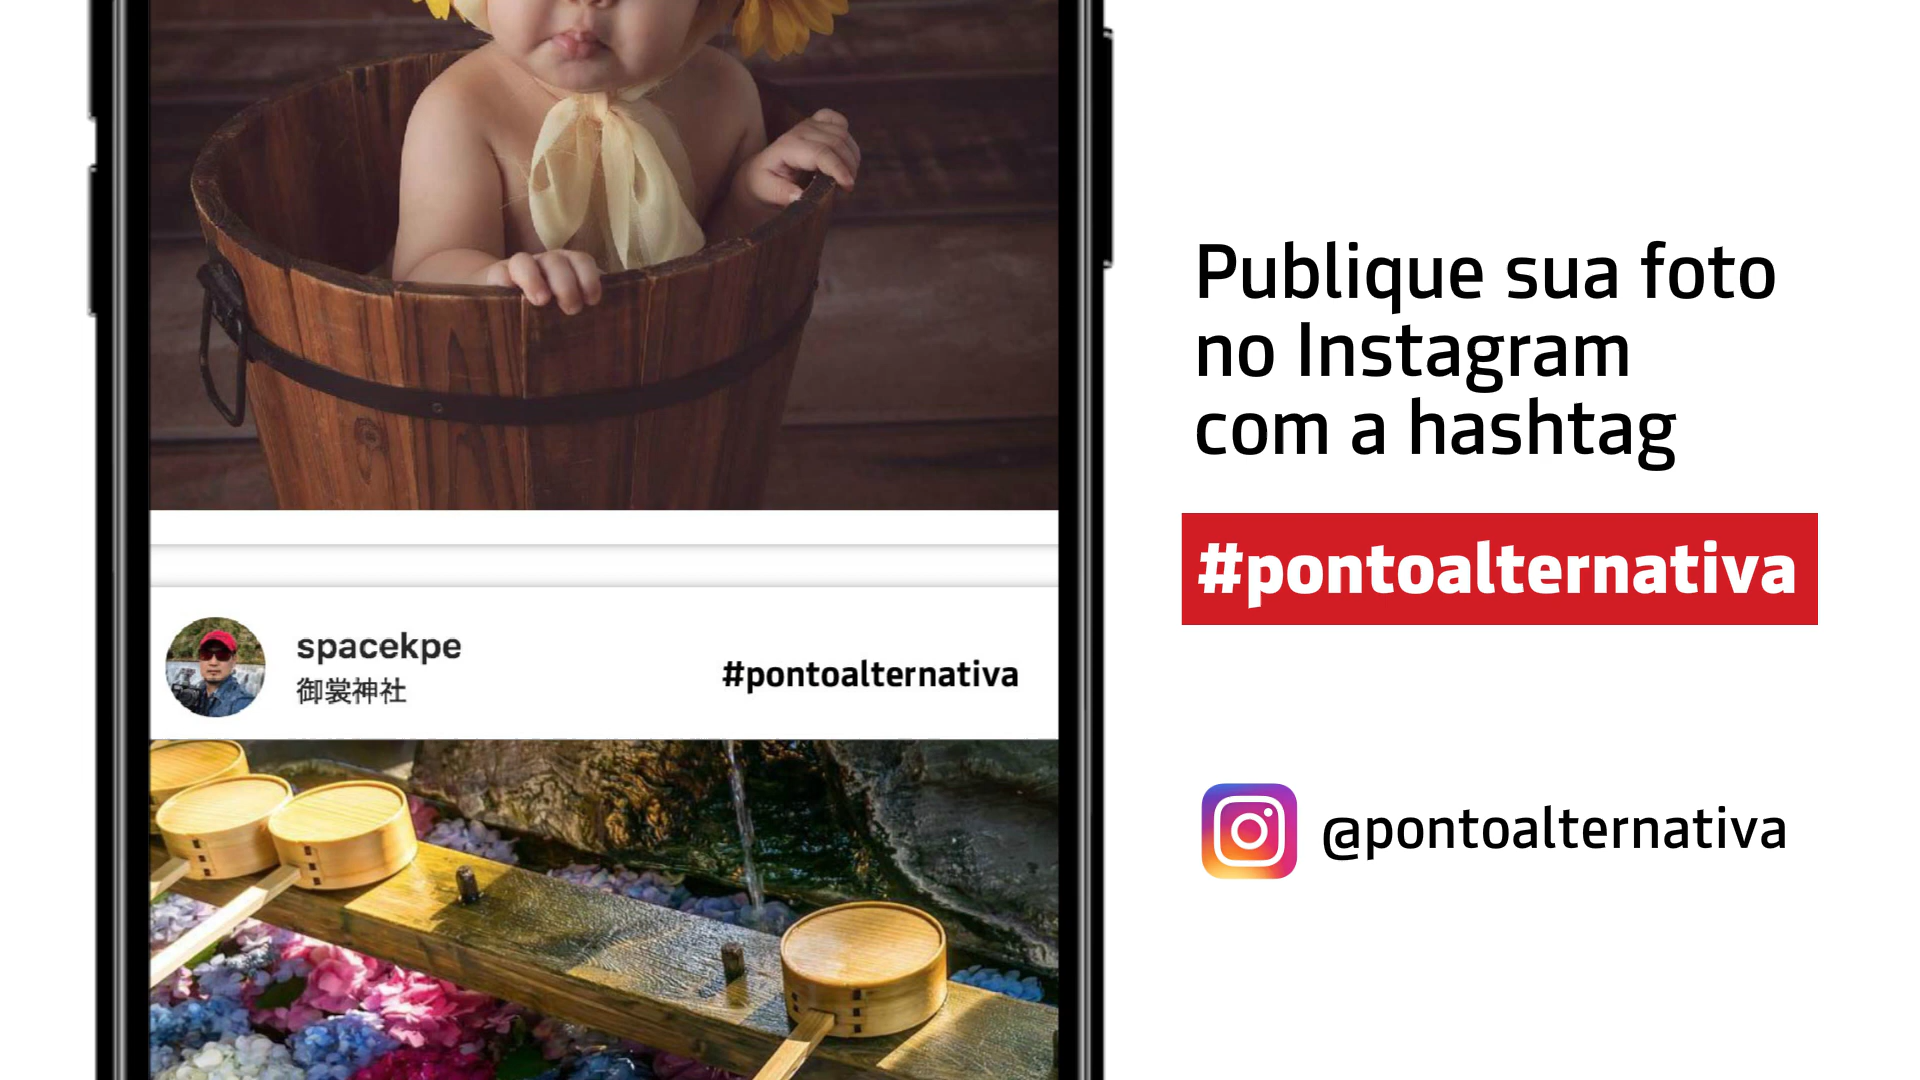 Publique sua foto
no Instagram
com a hashtag
#pontoalternativa
@pontoalternativa
spacekpe
御裳神社
#pontoalternativa